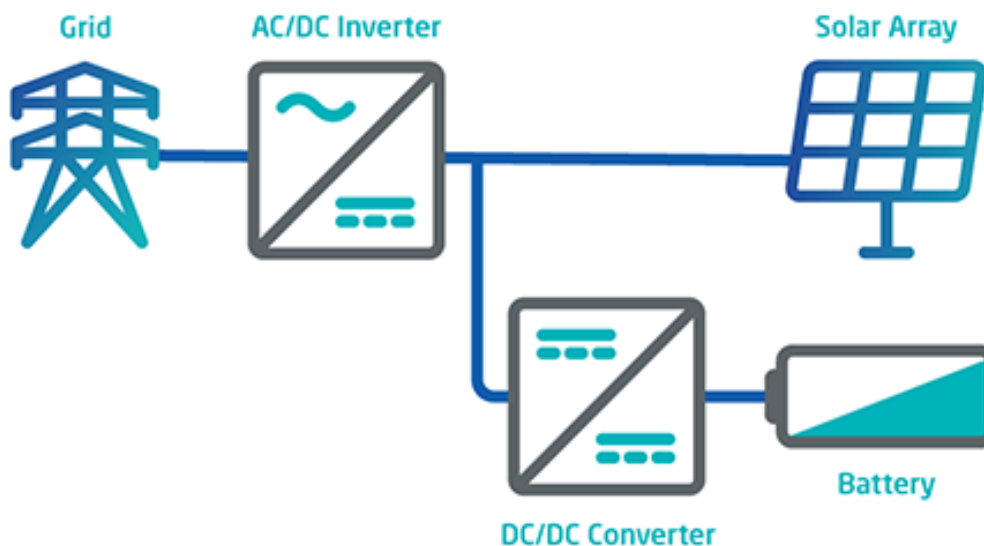 Grid
AC/DC Inverter
Solar Array
Battery
DC/DC Converter